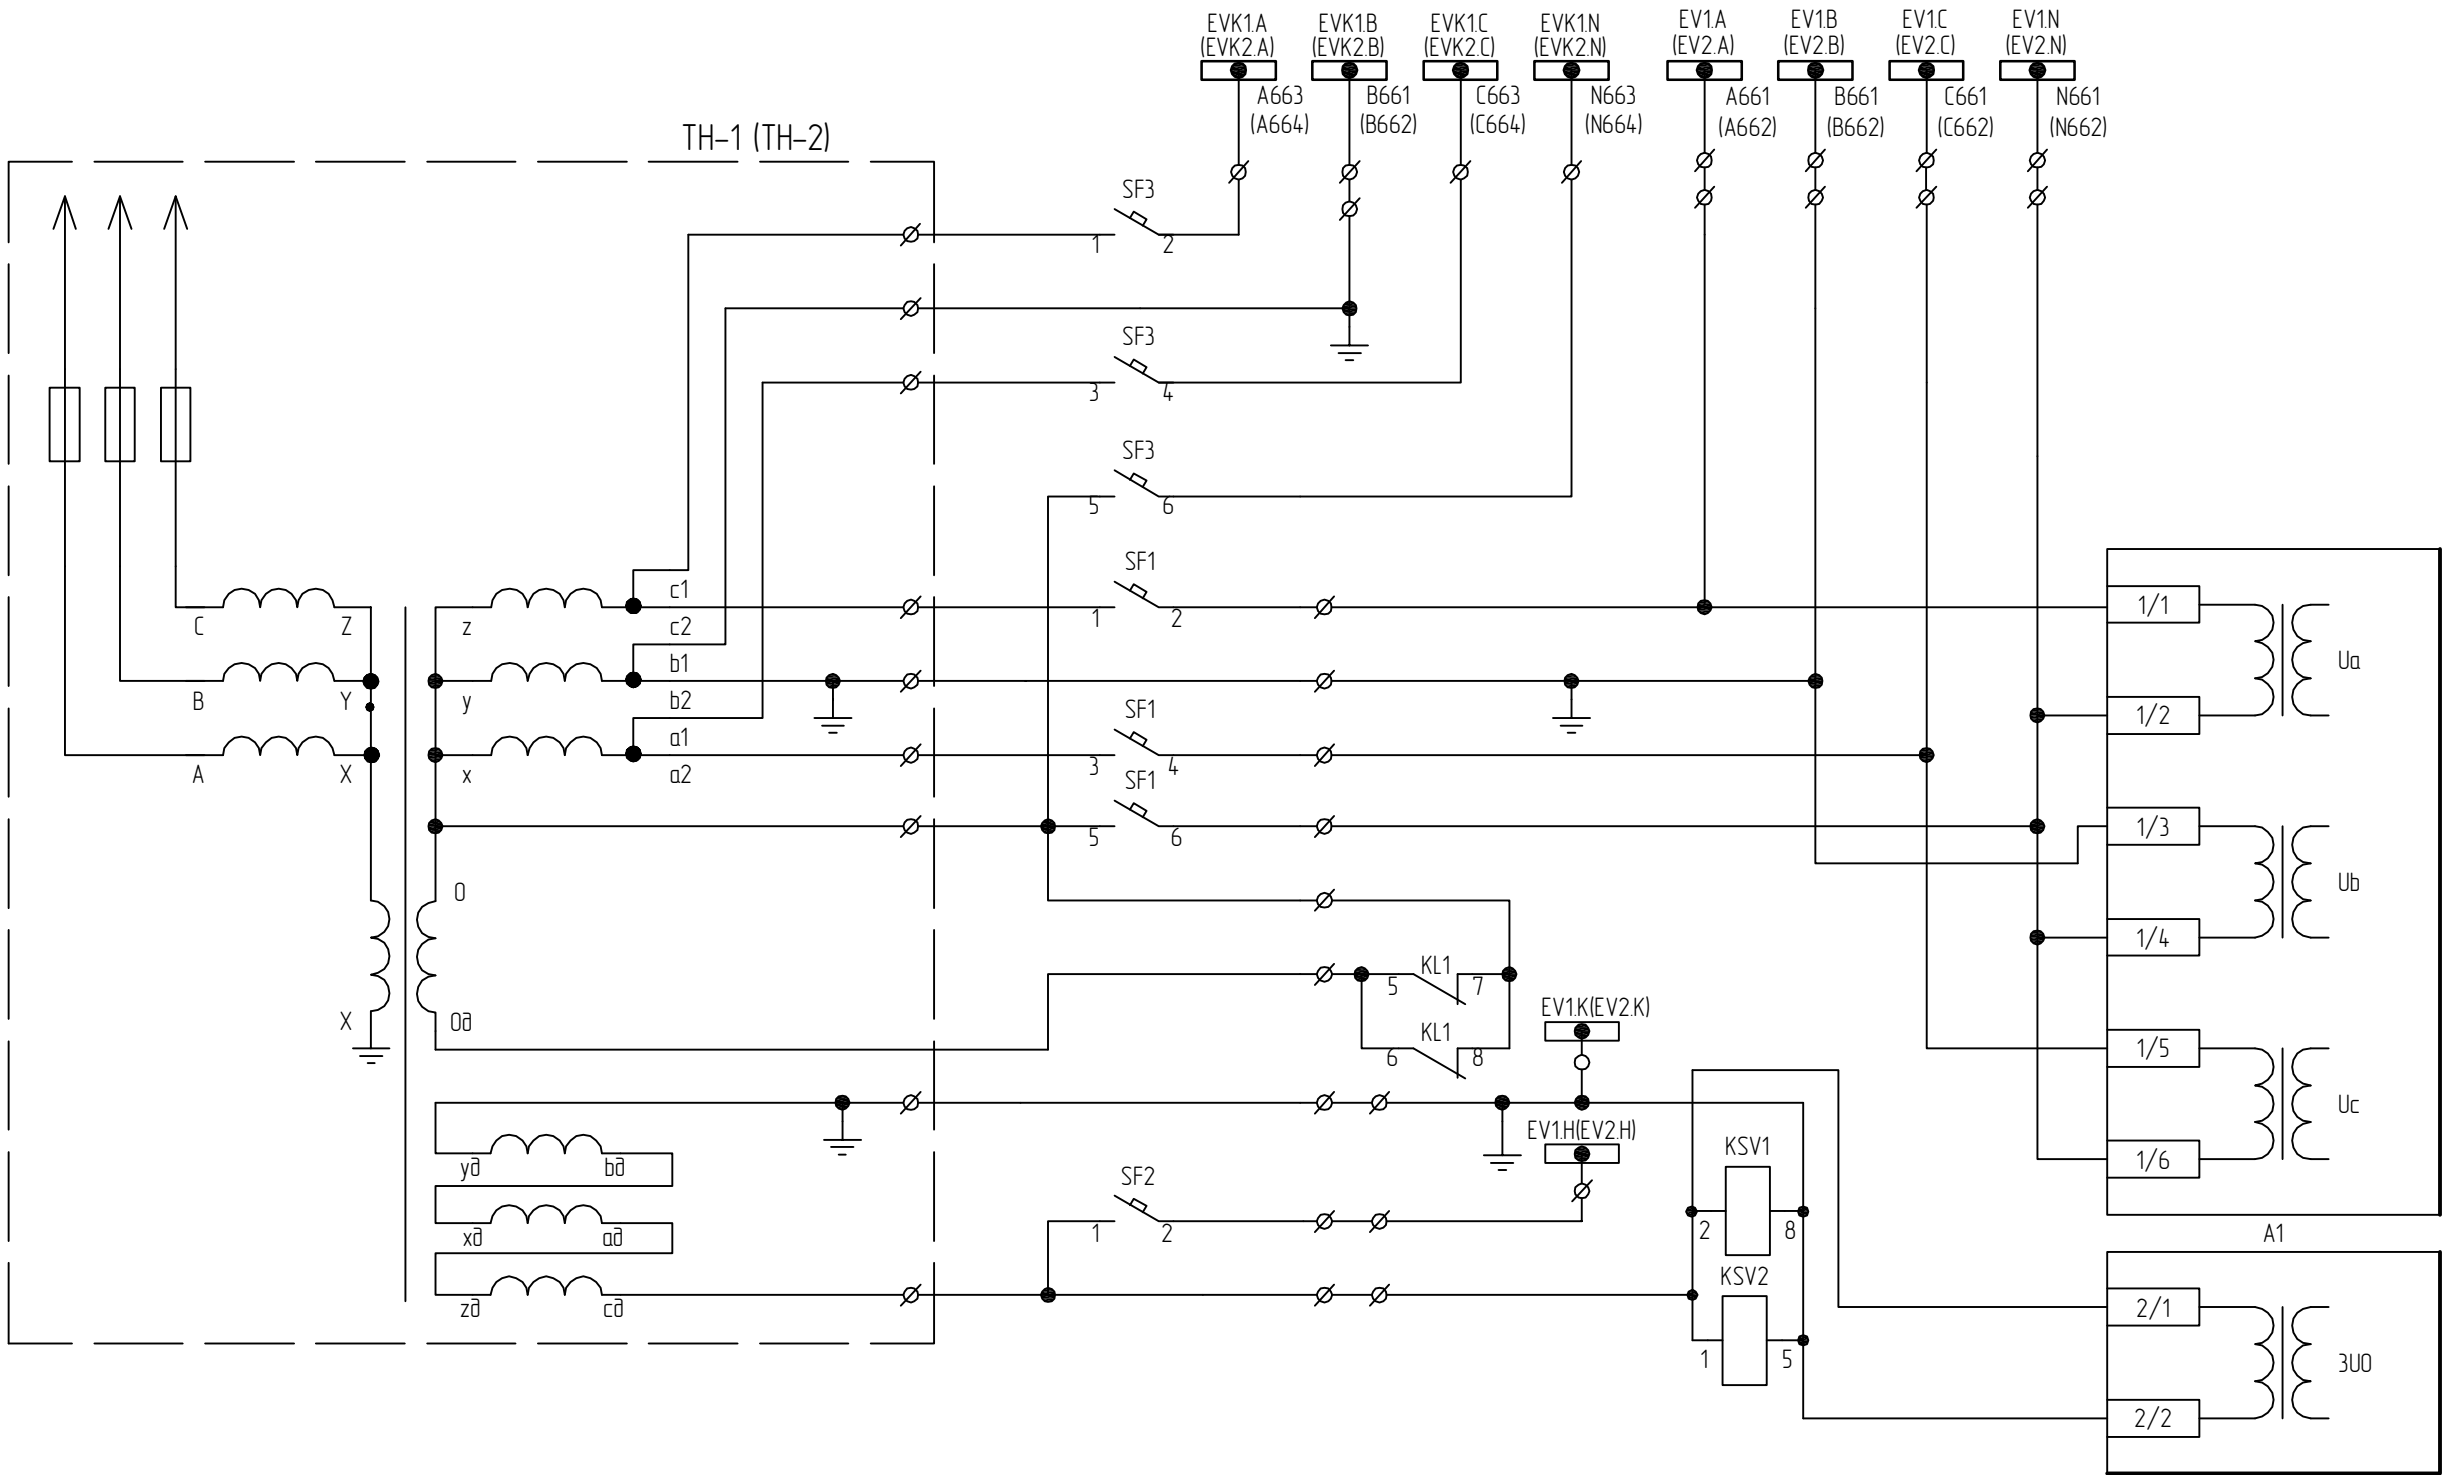 EVK1.A
(EVK2.A)
EVK1.B
(EVK2.B)
EVK1.C
(EVK2.C)
EVK1.N
(EVK2.N)
EV1.A
(EV2.A)
EV1.B
(EV2.B)
EV1.C
(EV2.C)
EV1.N
(EV2.N)
A663
(A664)
B661
(B662)
C663
(C664)
N663
(N664)
A661
(A662)
B661
(B662)
C661
(C662)
N661
(N662)
ТН-1 (ТН-2)
SF3
1
2
SF3
3
4
SF3
5
6
SF1
1
2
SF1
3
4
SF1
5
6
C
Z
z
c1
c2
B
Y
y
b1
b2
A
X
x
a1
a2
0
X
0д
KL1
5
7
KL1
6
8
EV1.K(EV2.K)
EV1.H(EV2.H)
yд
bд
xд
aд
zд
cд
SF2
1
2
KSV1
2
8
KSV2
1
5
1/1
Ua
1/2
1/3
Ub
1/4
1/5
Uc
1/6
A1
2/1
3U0
2/2